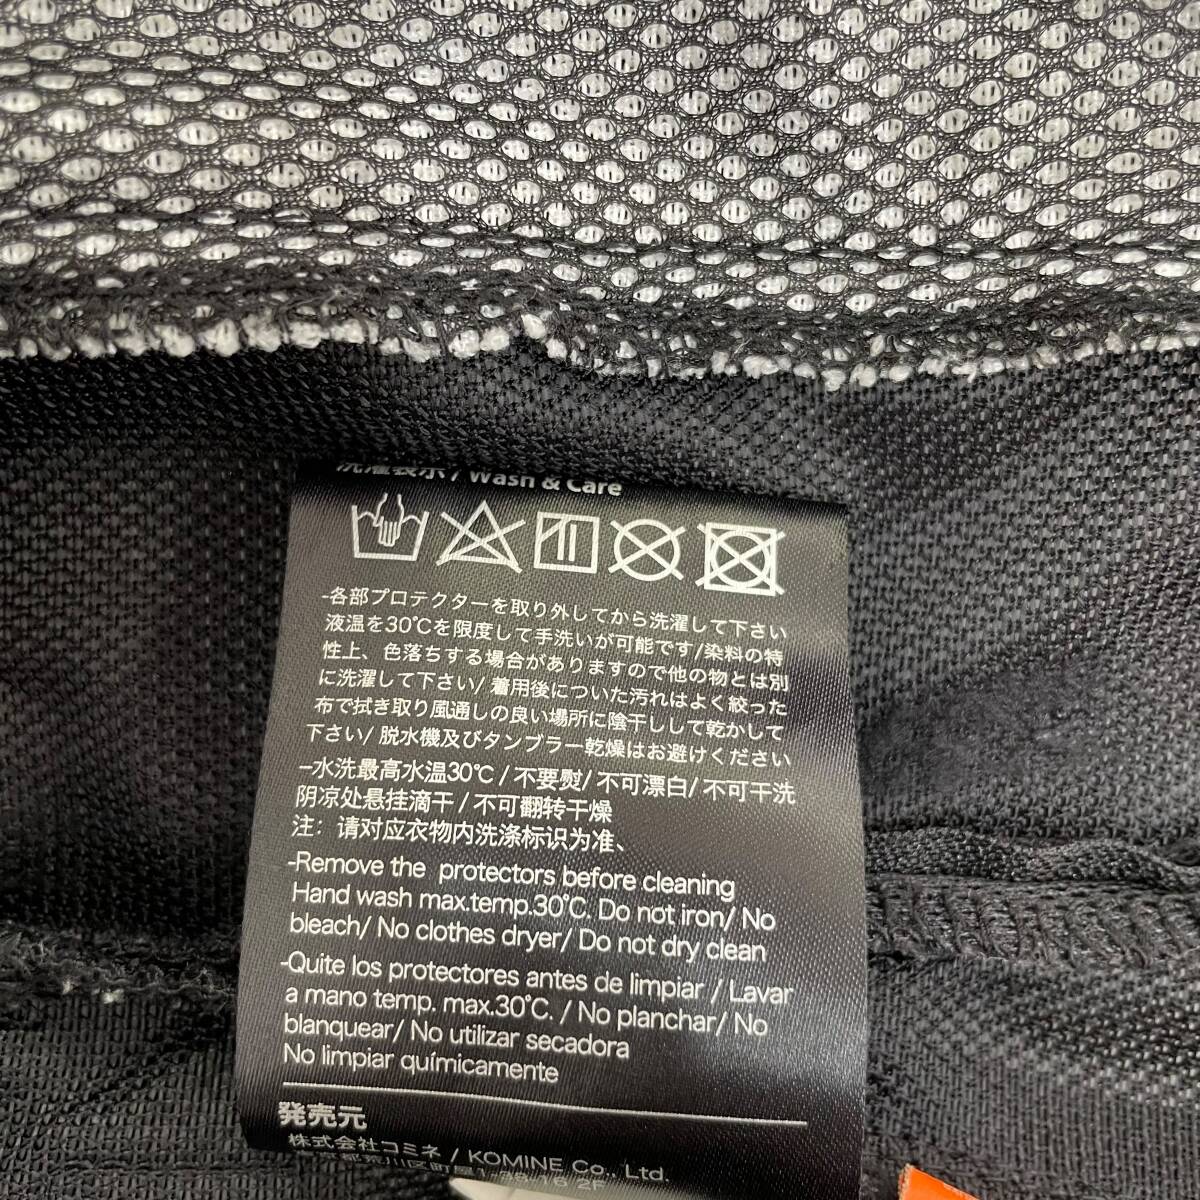 洗濯表示 / Wash & Care
-各部プロテクターを取り外してから洗濯して下さい
液温を30℃を限度して手洗いが可能です/染料の特
性上、色落ちする場合がありますので他の物とは別
に洗濯して下さい/ 着用後についた汚れはよく絞った
布で拭き取り風通しの良い場所に陰干しして乾かして
下さい/ 脱水機及びタンブラー乾燥はお避けください
-水洗最高水温30℃ / 不要熨/ 不可漂白/ 不可干洗
阴凉处悬挂滴干 / 不可翻转干燥
注：请对应衣物内洗涤标识为准、
-Remove the protectors before cleaning
Hand wash max.temp.30℃. Do not iron/ No
bleach/ No clothes dryer/ Do not dry clean
-Quite los protectores antes de limpiar / Lavar
a mano temp. max.30℃. / No planchar/ No
blanquear/ No utilizar secadora
No limpiar químicamente
発売元
株式会社コミネ / KOMINE Co., Ltd.
東京都荒川区町屋1-38-16 2F